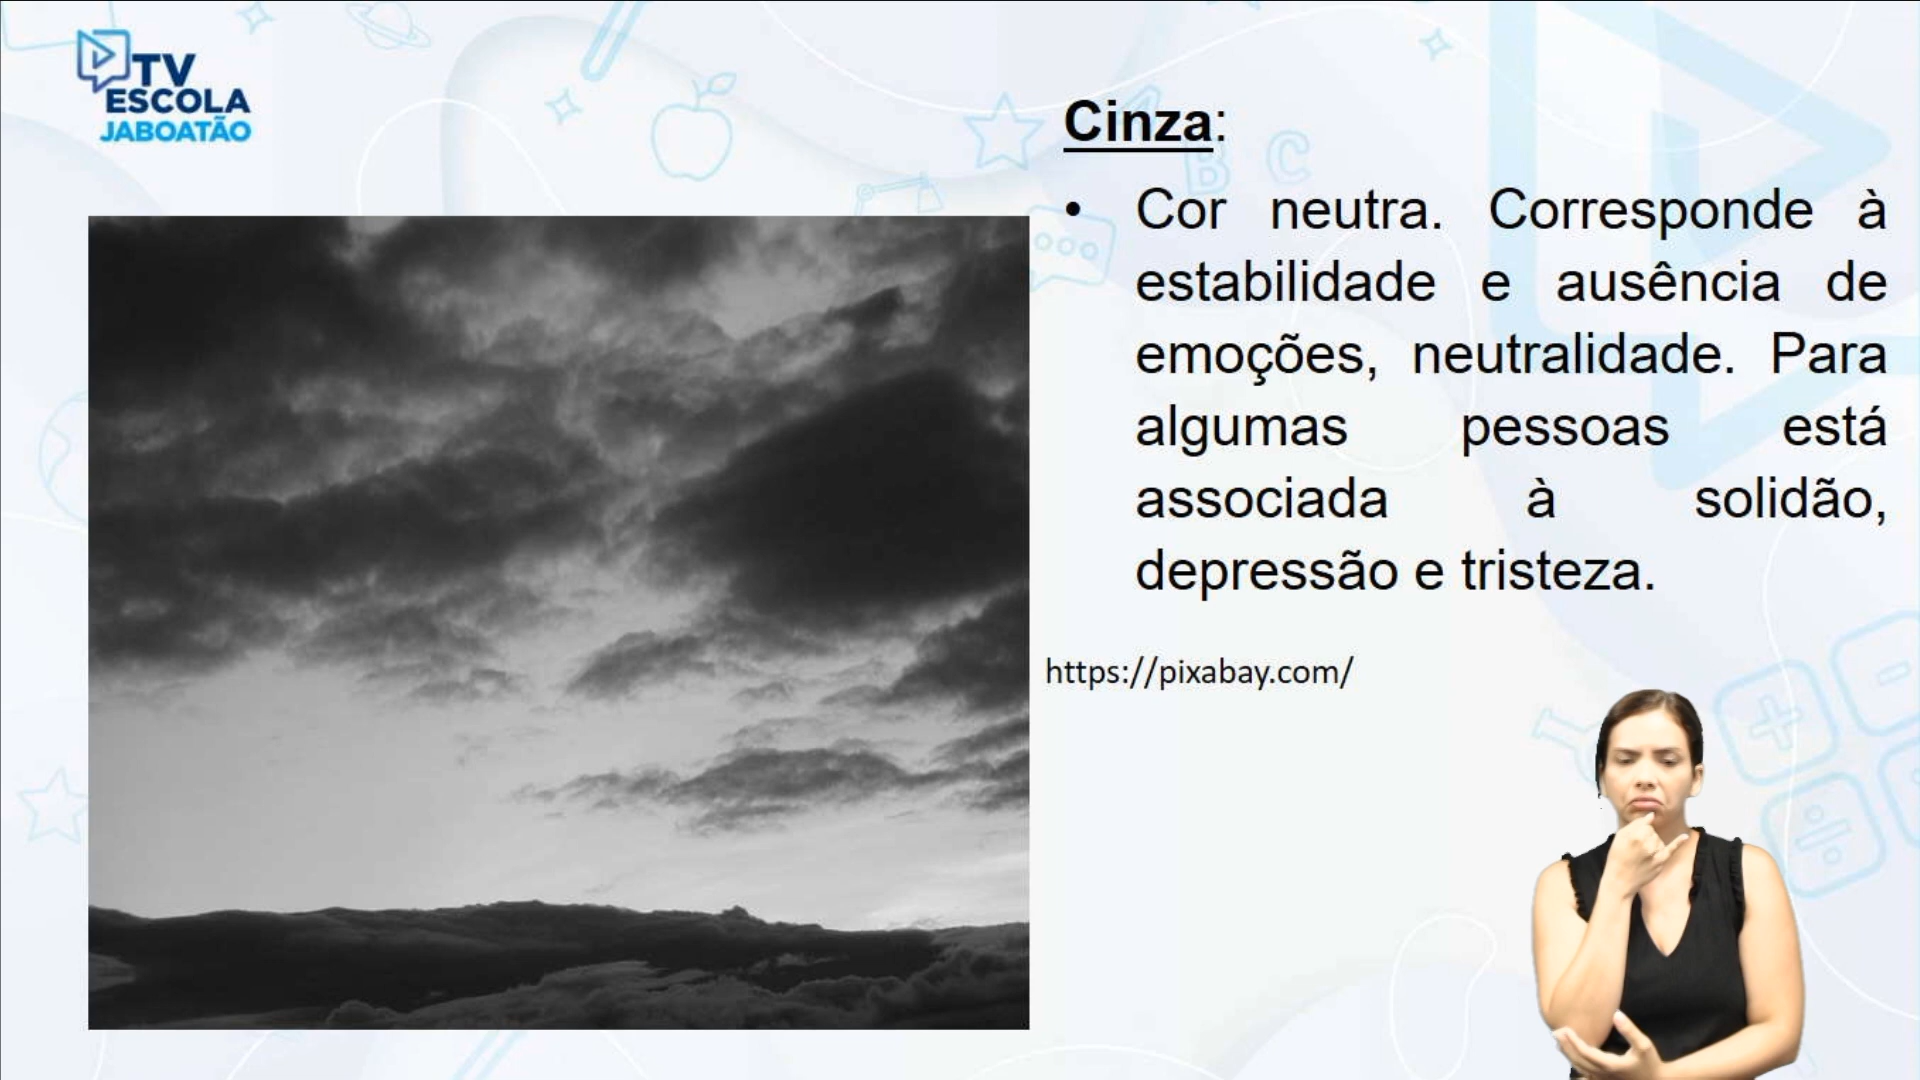 TV
ESCOLA
JABOATÃO
Cinza:
• Cor neutra. Corresponde à
estabilidade e ausência de
emoções, neutralidade. Para
algumas pessoas está
associada à solidão,
depressão e tristeza.
https://pixabay.com/
A
B C